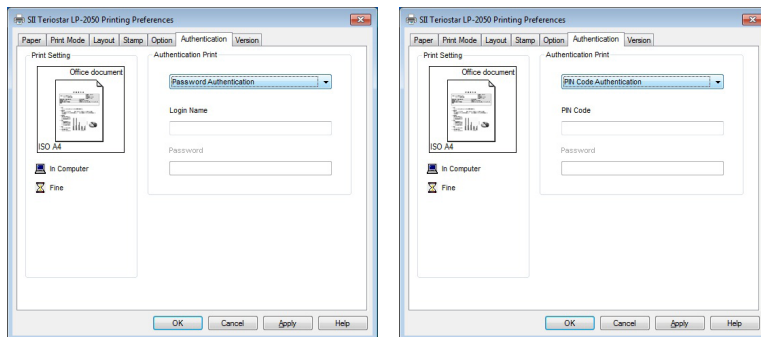 SII Teriostar LP-2050 Printing Preferences
Paper Print Mode Layout Stamp Option Authentication Version
Print Setting
Office document
ISO A4
In Computer
Fine
Authentication Print
Password Authentication
Login Name
Password
OK Cancel Apply Help
SII Teriostar LP-2050 Printing Preferences
Paper Print Mode Layout Stamp Option Authentication Version
Print Setting
Office document
ISO A4
In Computer
Fine
Authentication Print
PIN Code Authentication
PIN Code
Password
OK Cancel Apply Help